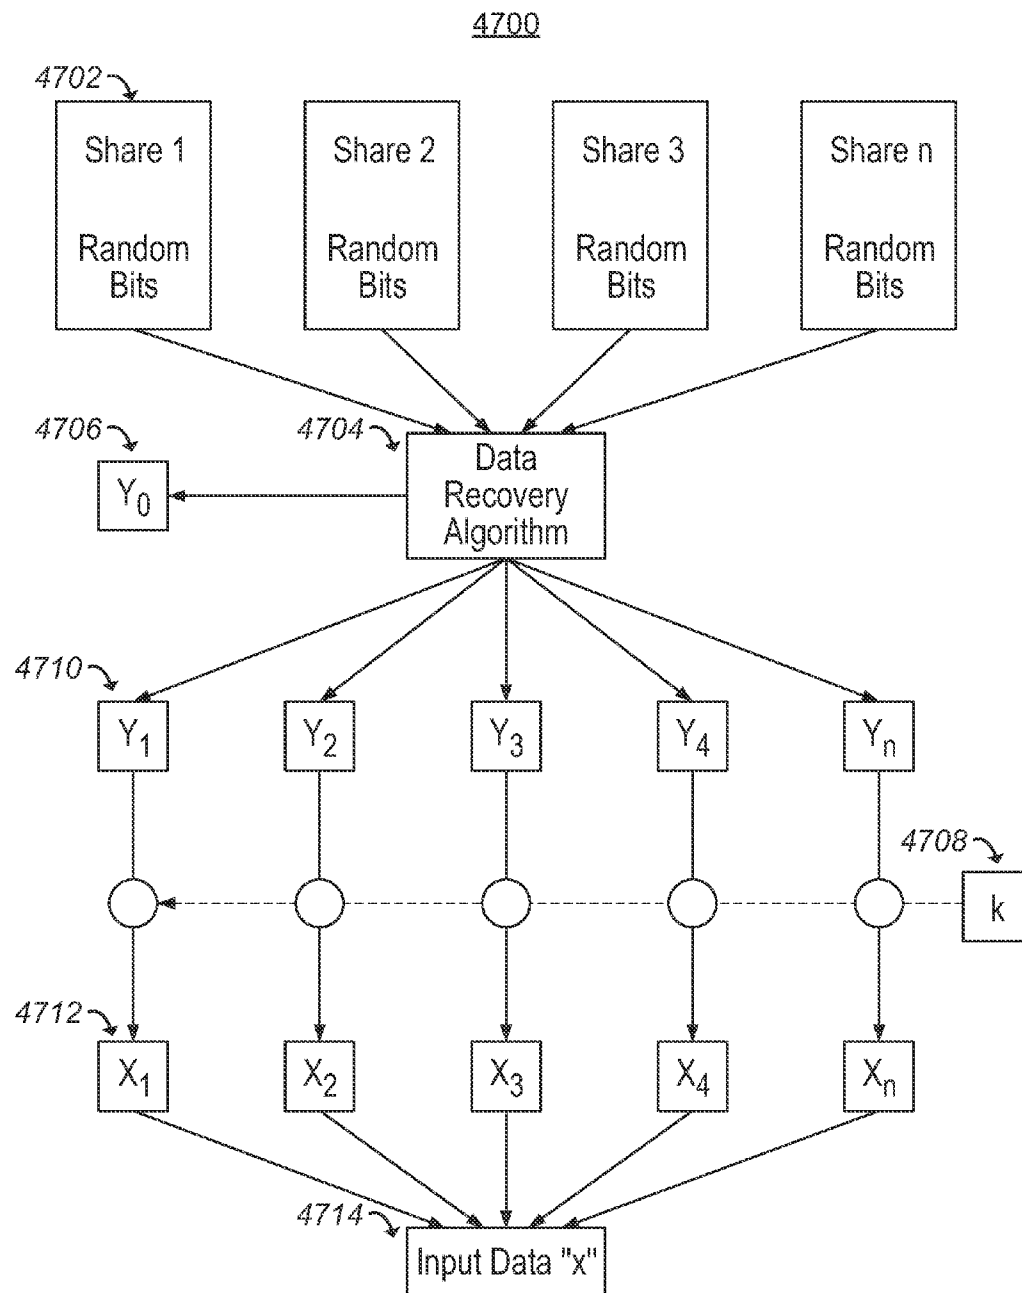 4700
4702
Share 1
Random
Bits
Share 2
Random
Bits
Share 3
Random
Bits
Share n
Random
Bits
4706
Y0
4704
Data
Recovery
Algorithm
4710
Y1
Y2
Y3
Y4
Yn
4708
k
4712
X1
X2
X3
X4
Xn
4714
Input Data "x"